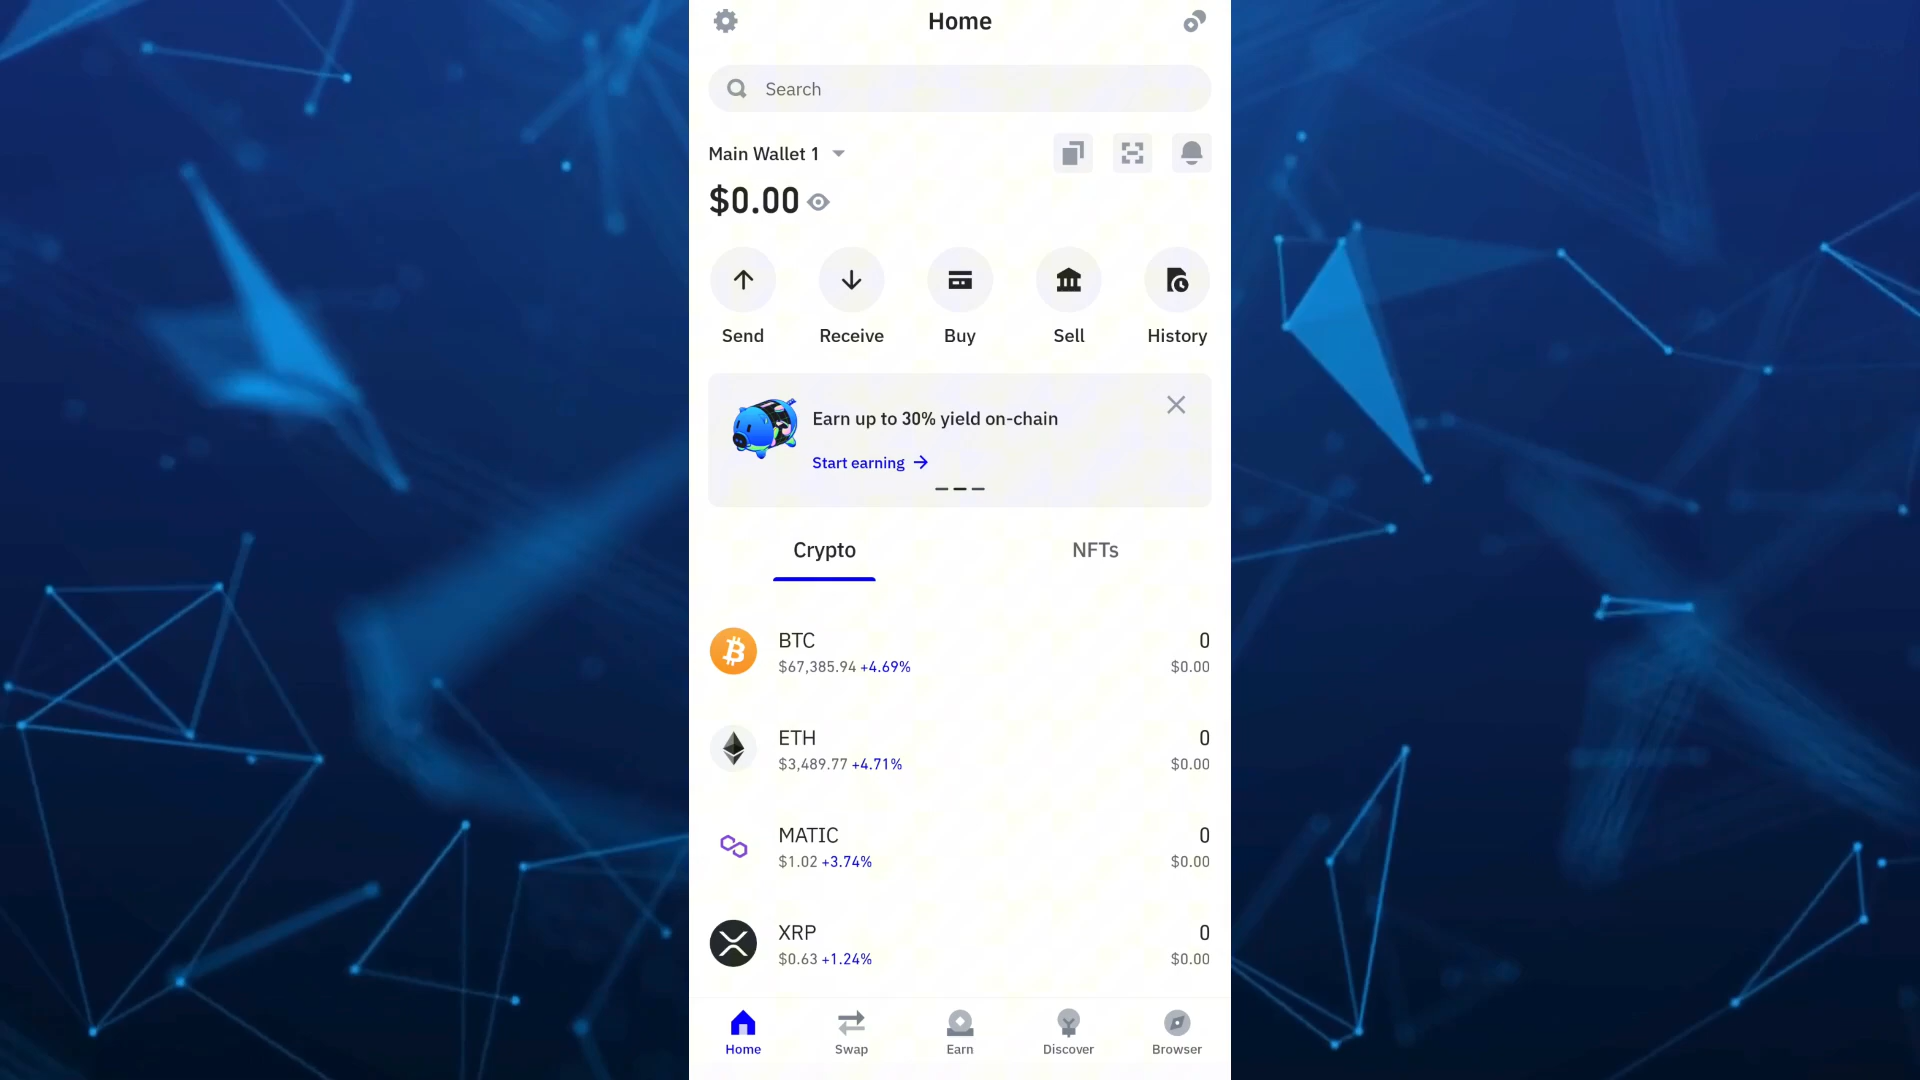 Home
Search
Main Wallet 1
$0.00
Send Receive Buy Sell History
Earn up to 30% yield on-chain
Start earning
Crypto NFTs
BTC 0
$67,385.94 +4.69% $0.00
ETH 0
$3,489.77 +4.71% $0.00
MATIC 0
$1.02 +3.74% $0.00
XRP 0
$0.63 +1.24% $0.00
Home Swap Earn Discover Browser